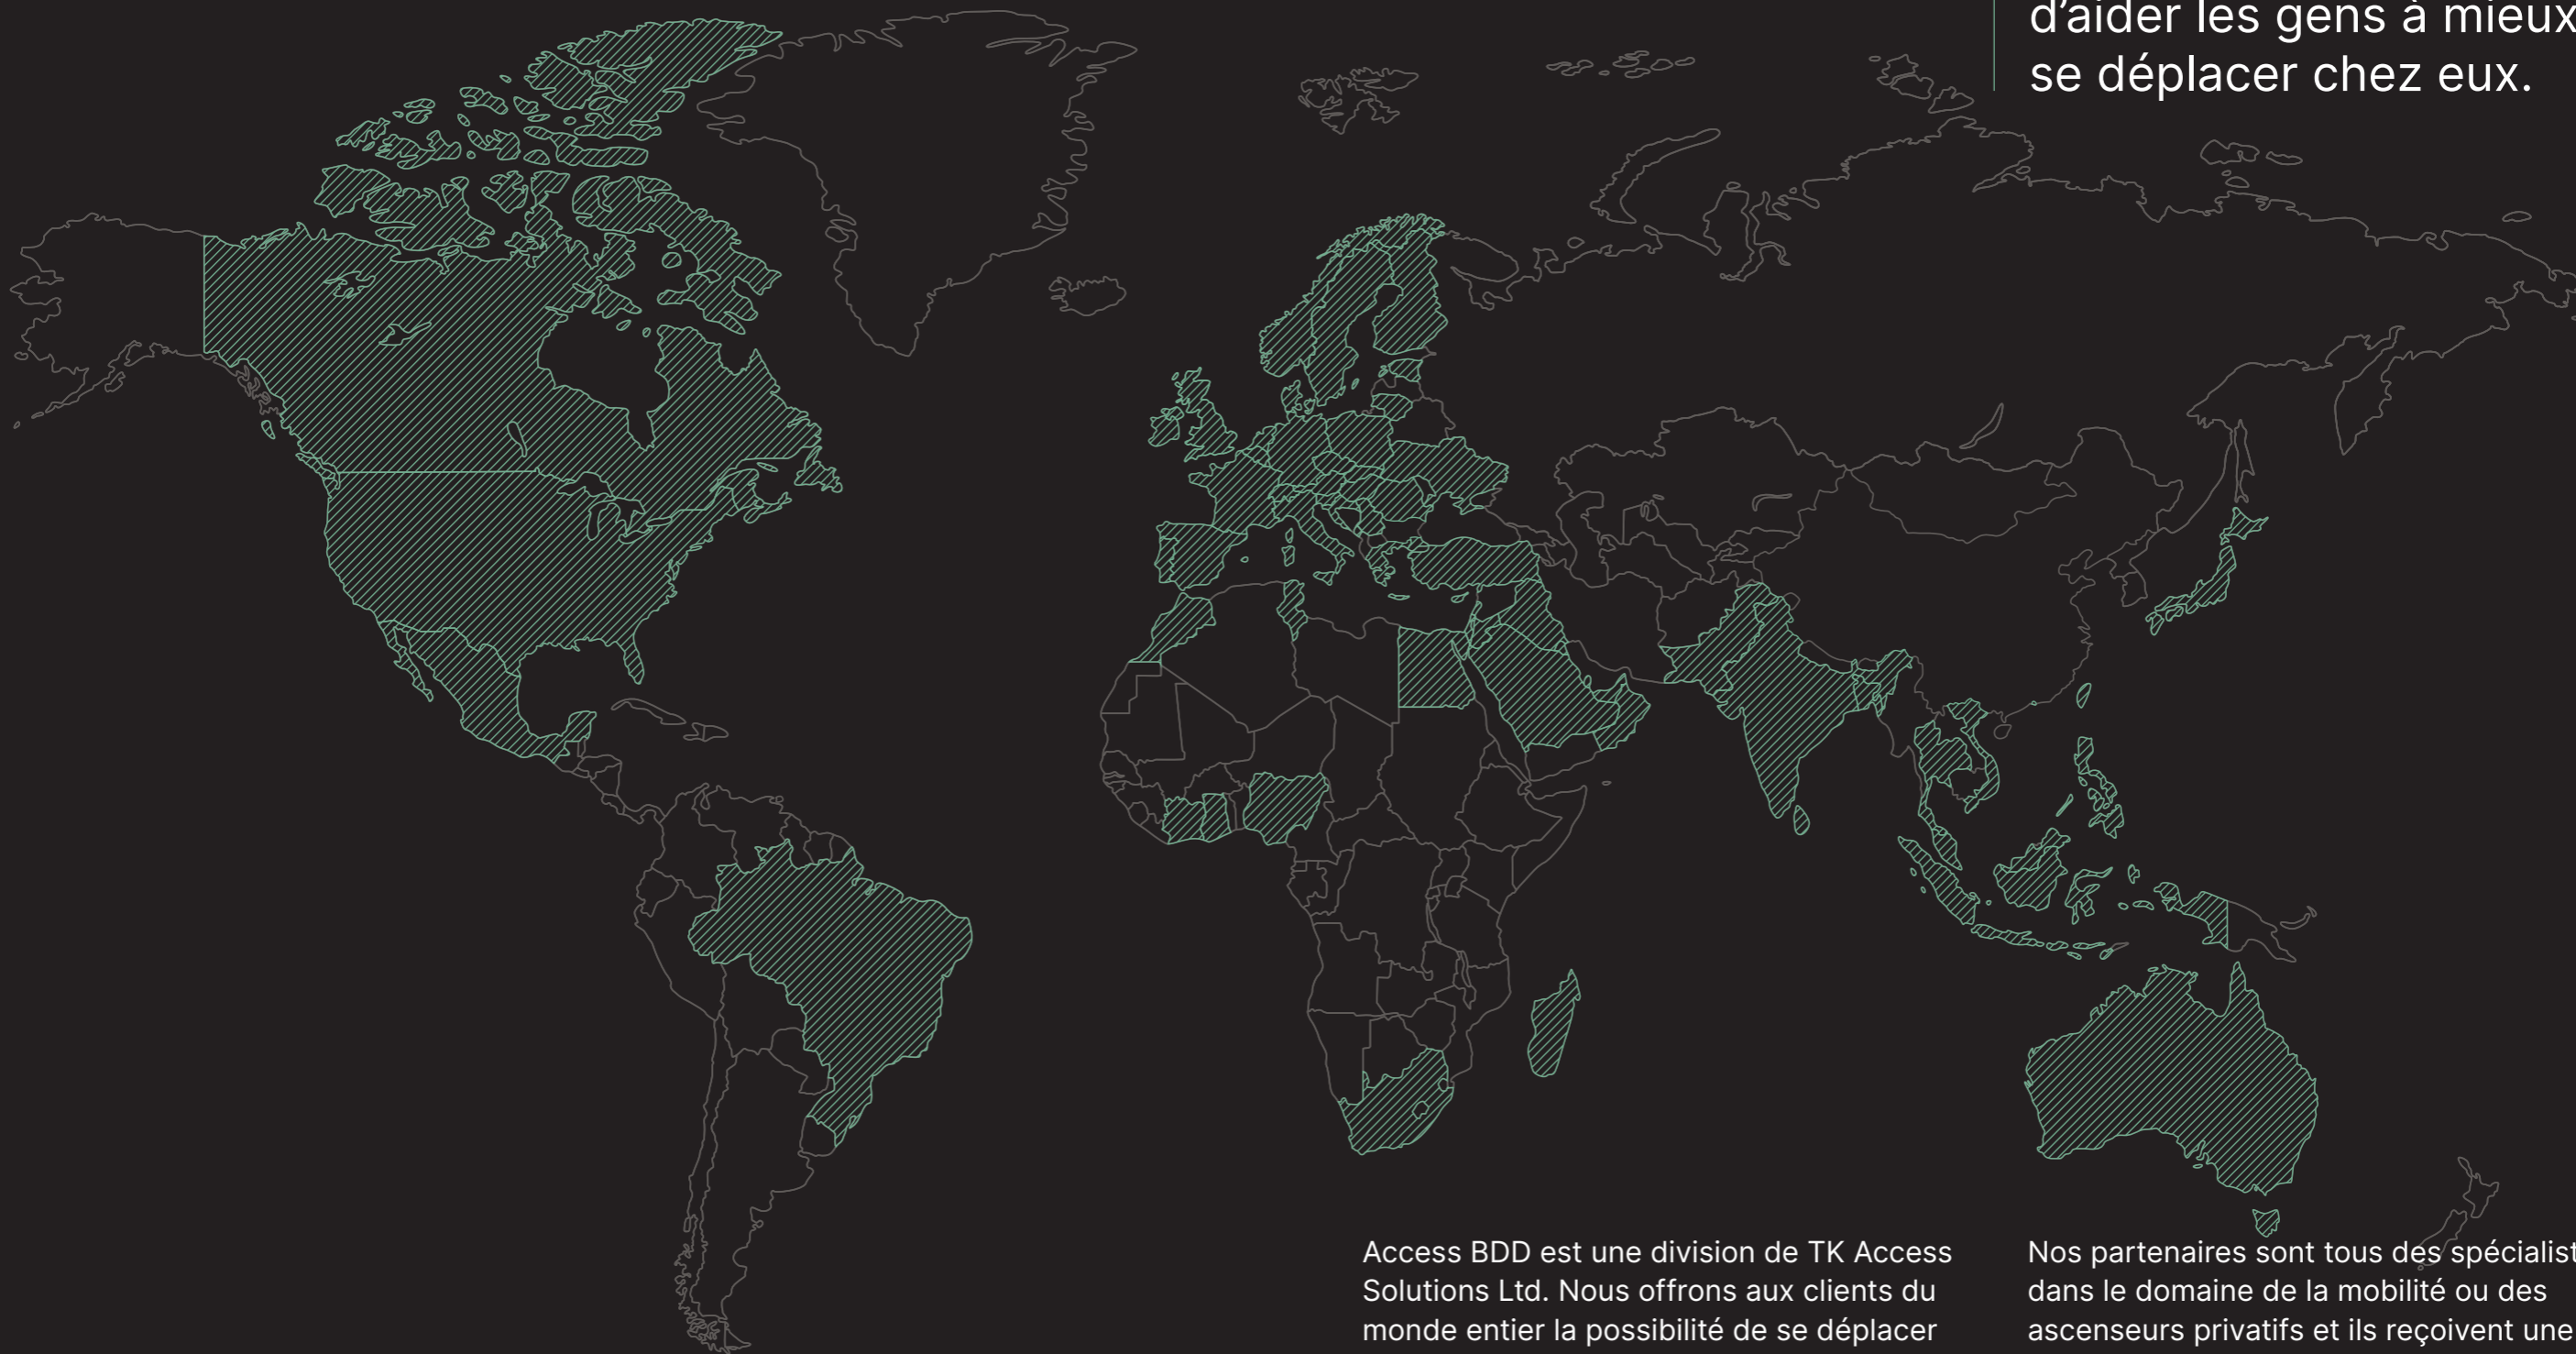 d’aider les gens à mieux
se déplacer chez eux.
Access BDD est une division de TK Access
Solutions Ltd. Nous offrons aux clients du
monde entier la possibilité de se déplacer
Nos partenaires sont tous des
dans le domaine de la mobilité ou des
ascenseurs privatifs et ils reçoivent une